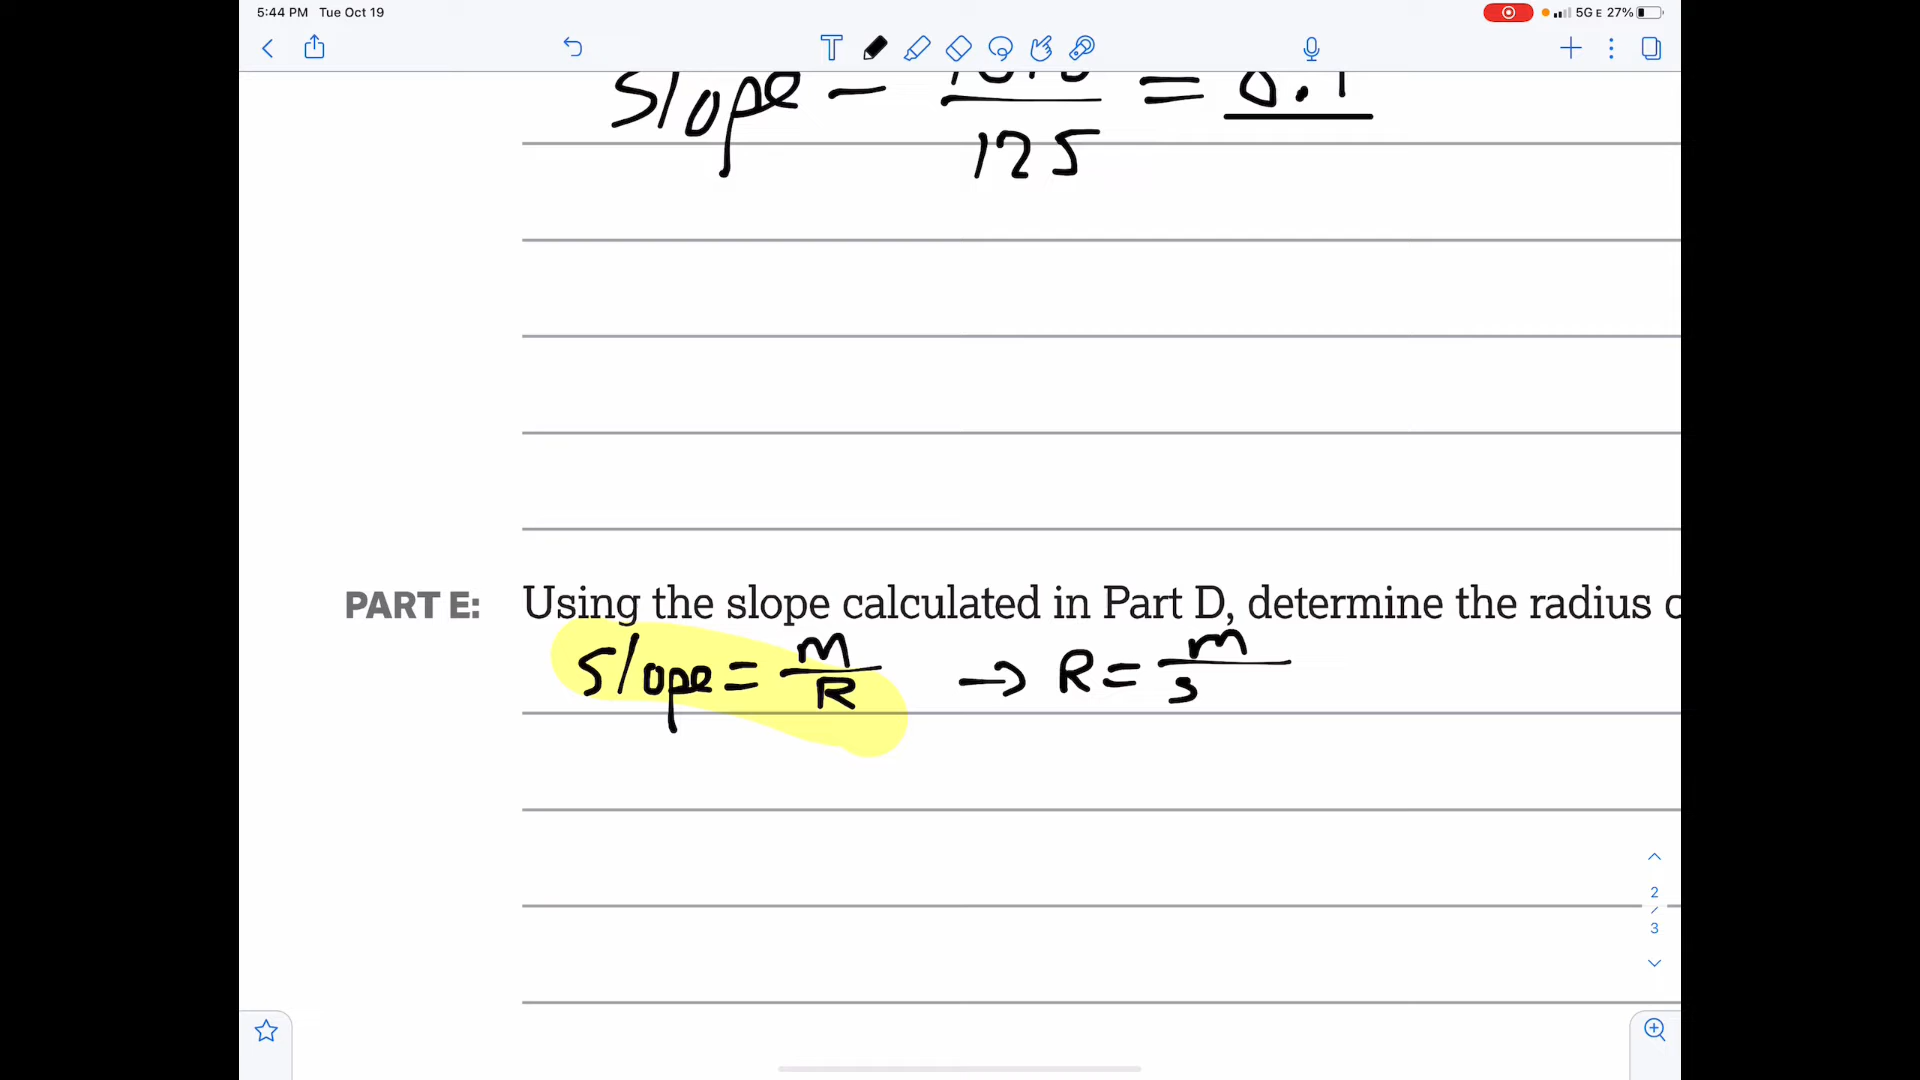 5:44 PM Tue Oct 19
5G E 27%
Slope =
125
PART E: Using the slope calculated in Part D, determine the radius
Slope = m/R → R = m/s
2
/
3